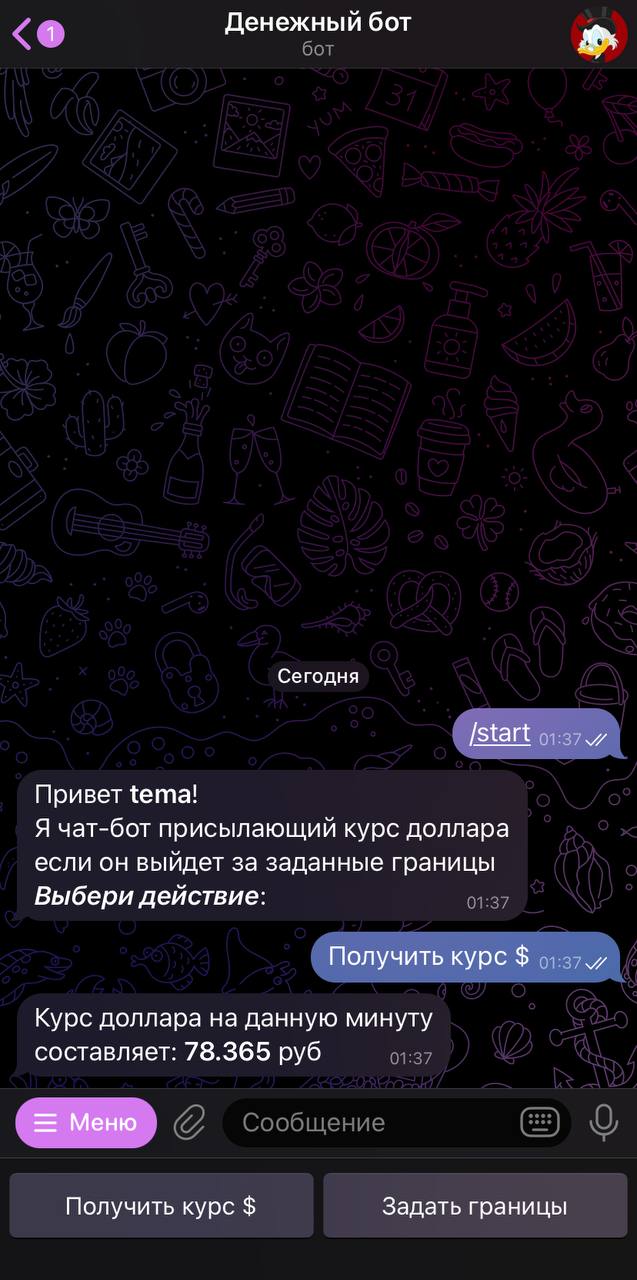 1
Денежный бот
бот
31
YUM
Сегодня
/start 01:37
Привет tema!
Я чат-бот присылающий курс доллара
если он выйдет за заданные границы
Выбери действие: 01:37
Получить курс $ 01:37
Курс доллара на данную минуту
составляет: 78.365 руб 01:37
Меню Сообщение
Получить курс $ Задать границы